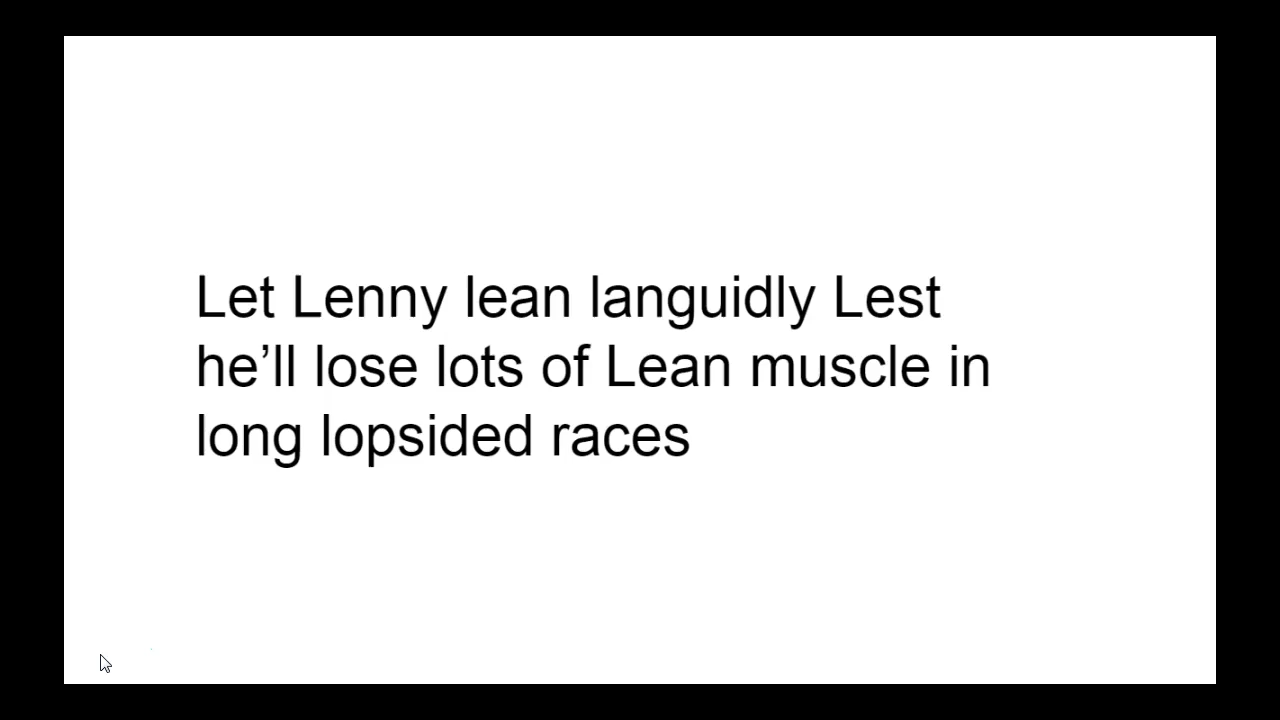 Let Lenny lean languidly Lest
he’ll lose lots of Lean muscle in
long lopsided races